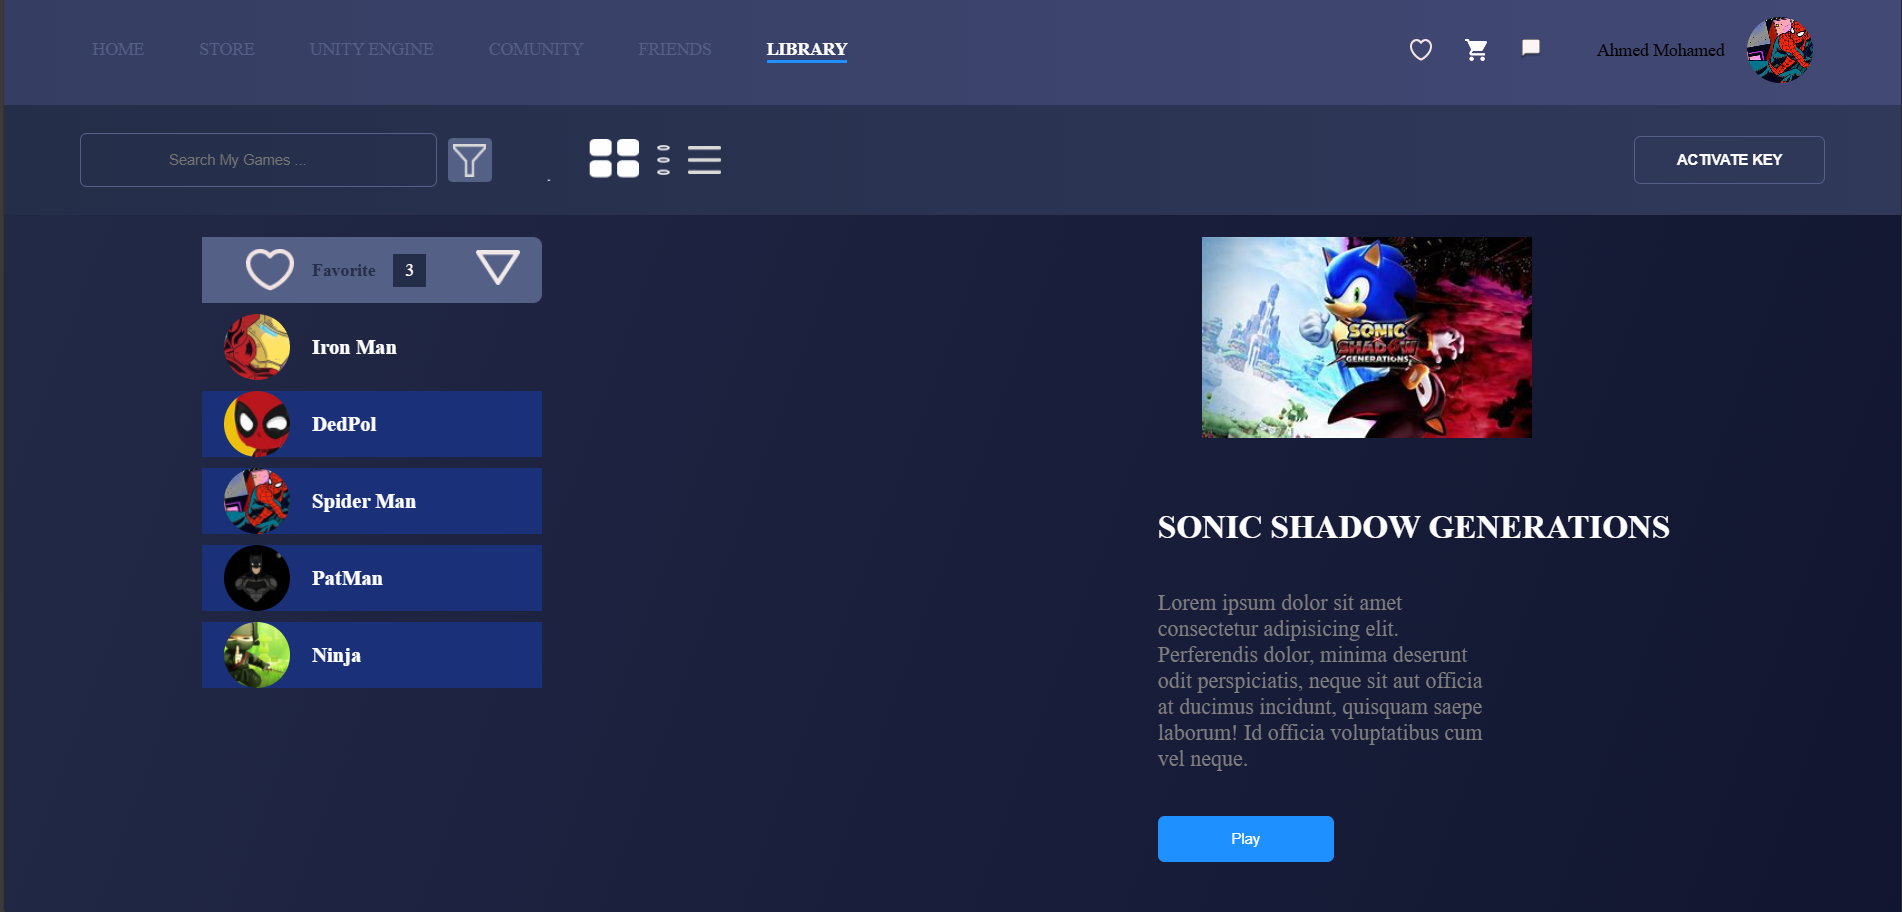 HOME STORE UNITY ENGINE COMUNITY FRIENDS LIBRARY Ahmed Mohamed
Search My Games ... ACTIVATE KEY
Favorite 3
Iron Man
DedPol
Spider Man
PatMan
Ninja
SONIC
SHADOW
GENERATIONS
SONIC SHADOW GENERATIONS
Lorem ipsum dolor sit amet
consectetur adipisicing elit.
Perferendis dolor, minima deserunt
odit perspiciatis, neque sit aut officia
at ducimus incidunt, quisquam saepe
laborum! Id officia voluptatibus cum
vel neque.
Play